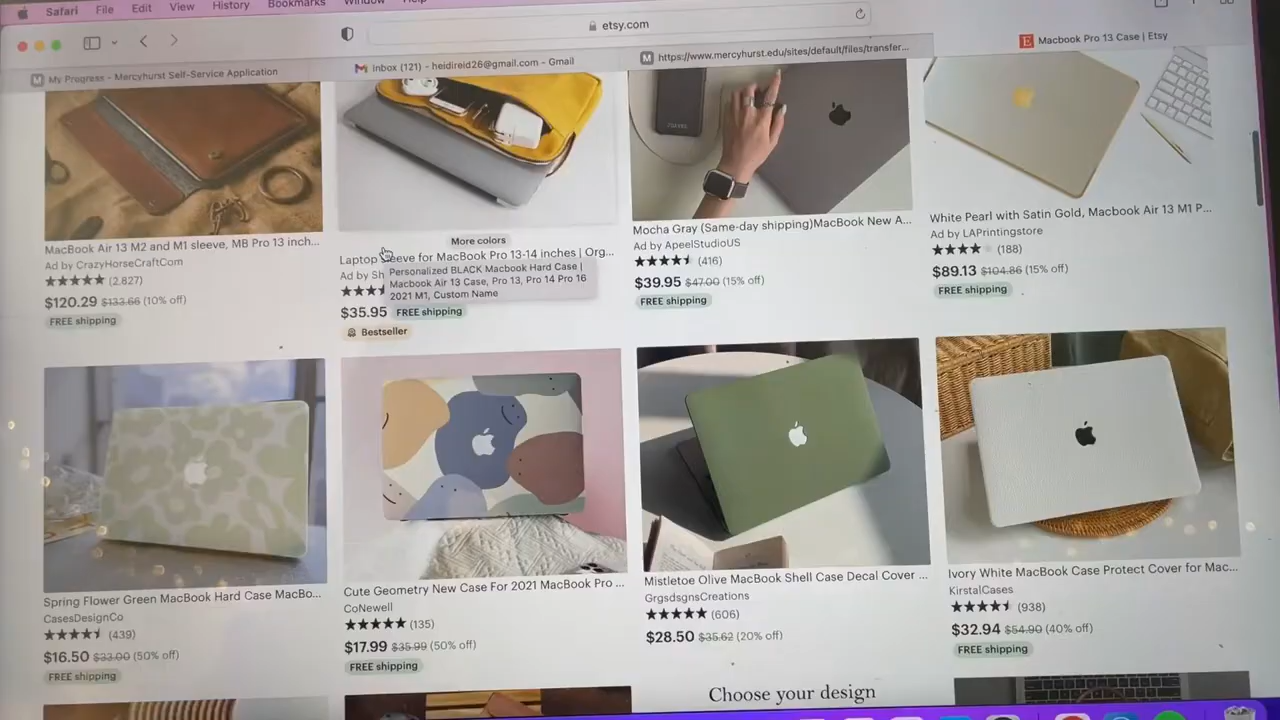 Safari File Edit View History Bookmarks Window Help
etsy.com
My Progress - Mercyhurst Self-Service Application
Inbox (121) - heidireid26@gmail.com - Gmail
https://www.mercyhurst.edu/sites/default/files/transfer...
Macbook Pro 13 Case | Etsy
MacBook Air 13 M2 and M1 sleeve, MB Pro 13 inch...
Ad by CrazyHorseCraftCom
(2,827)
$120.29 $133.66 (10% off)
FREE shipping
More colors
Laptop Sleeve for MacBook Pro 13-14 inches | Org...
Ad by Sh
Personalized BLACK Macbook Hard Case |
Macbook Air 13 Case, Pro 13, Pro 14 Pro 16
2021 M1, Custom Name
$35.95 FREE shipping
Bestseller
Mocha Gray (Same-day shipping)MacBook New A...
Ad by ApeelStudioUS
(416)
$39.95 $47.00 (15% off)
FREE shipping
White Pearl with Satin Gold, Macbook Air 13 M1 P...
Ad by LAPrintingstore
(188)
$89.13 $104.86 (15% off)
FREE shipping
Spring Flower Green MacBook Hard Case MacBo...
CasesDesignCo
(439)
$16.50 $33.00 (50% off)
FREE shipping
Cute Geometry New Case For 2021 MacBook Pro ...
CoNewell
(135)
$17.99 $35.99 (50% off)
FREE shipping
Mistletoe Olive MacBook Shell Case Decal Cover ...
GrgsdsgnsCreations
(606)
$28.50 $35.62 (20% off)
Ivory White MacBook Case Protect Cover for Mac...
KirstalCases
(938)
$32.94 $54.90 (40% off)
FREE shipping
Choose your design